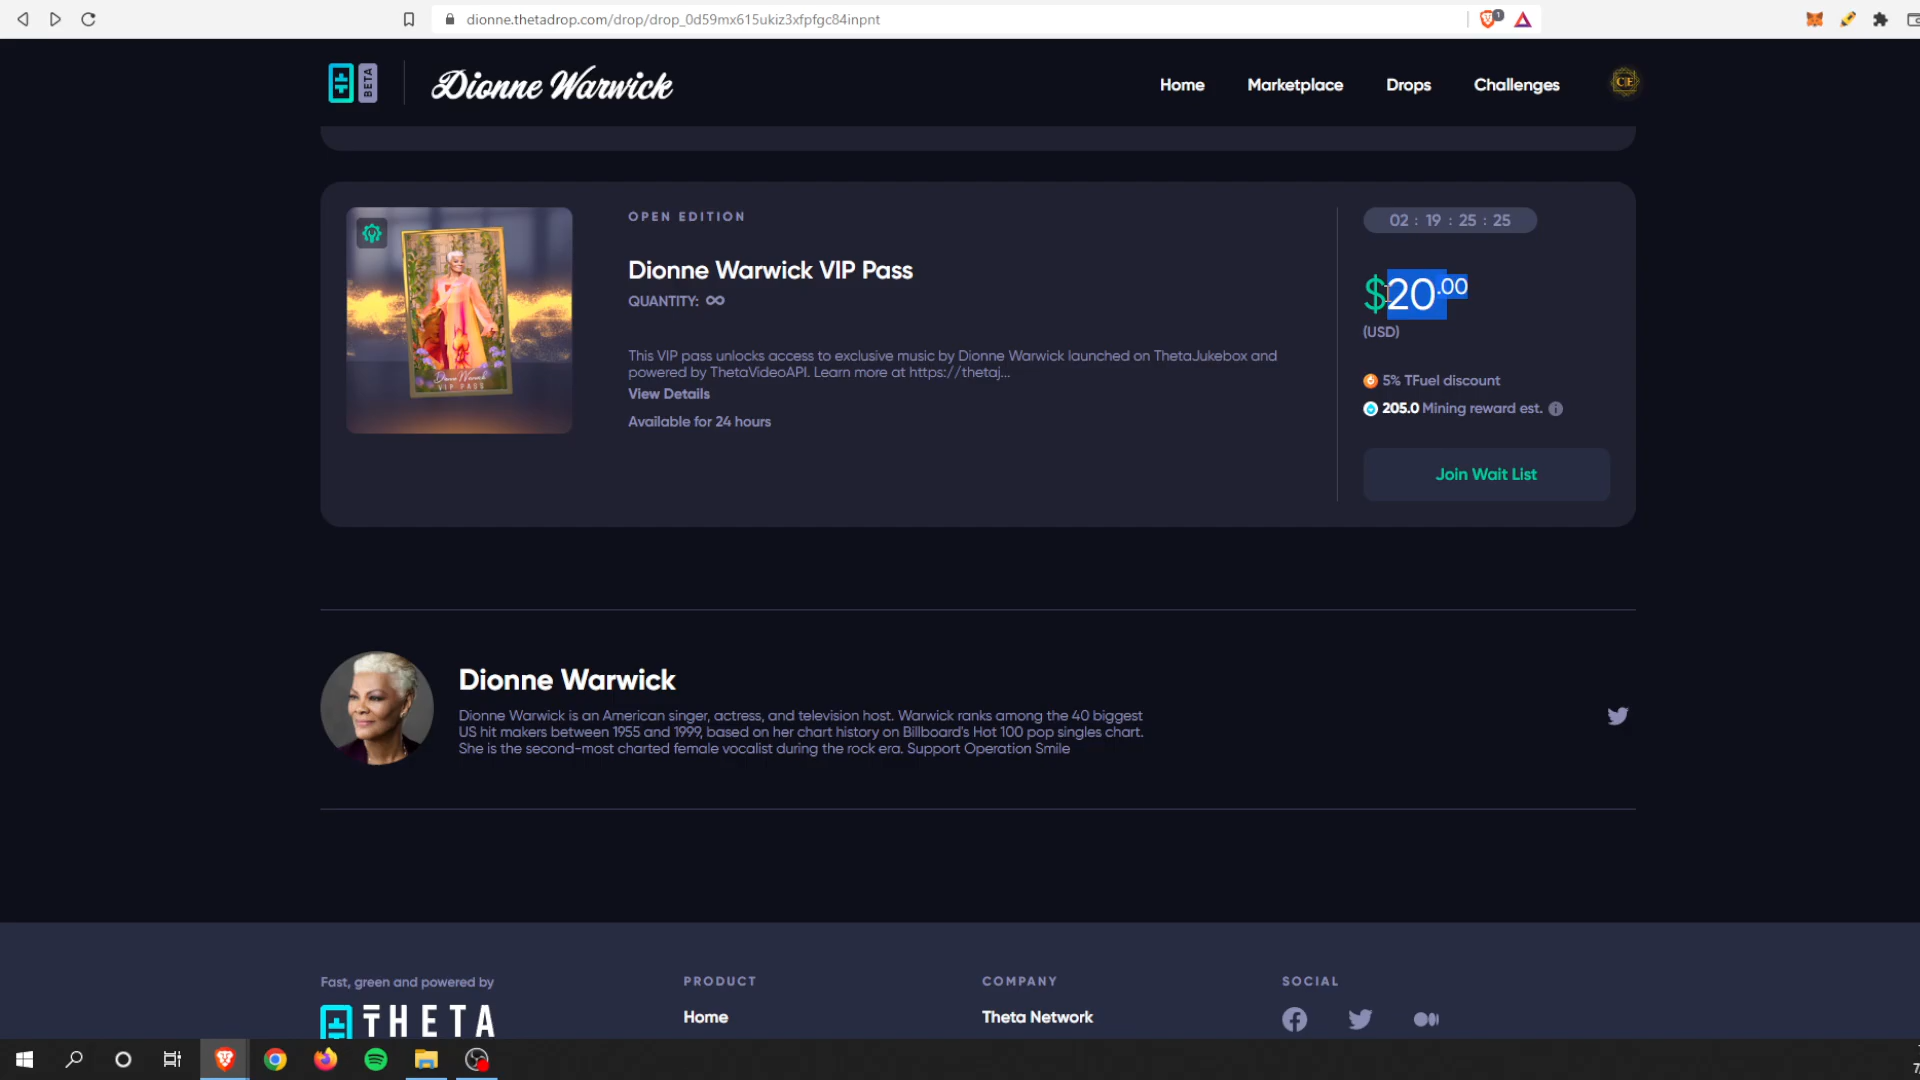 dionne.thetadrop.com/drop/drop_0d59mx615ukiz3xfpfgc84inpnt
1
BETA
Dionne Warwick
Home
Marketplace
Drops
Challenges
CE
OPEN EDITION
Dionne Warwick VIP Pass
QUANTITY: ∞
This VIP pass unlocks access to exclusive music by Dionne Warwick launched on ThetaJukebox and
powered by ThetaVideoAPI. Learn more at https://thetaj...
View Details
Available for 24 hours
Dionne Warwick
VIP PASS
02 : 19 : 25 : 25
$20.00
(USD)
5% TFuel discount
205.0 Mining reward est.
Join Wait List
Dionne Warwick
Dionne Warwick is an American singer, actress, and television host. Warwick ranks among the 40 biggest
US hit makers between 1955 and 1999, based on her chart history on Billboard's Hot 100 pop singles chart.
She is the second-most charted female vocalist during the rock era. Support Operation Smile
Fast, green and powered by
THETA
PRODUCT
Home
COMPANY
Theta Network
SOCIAL